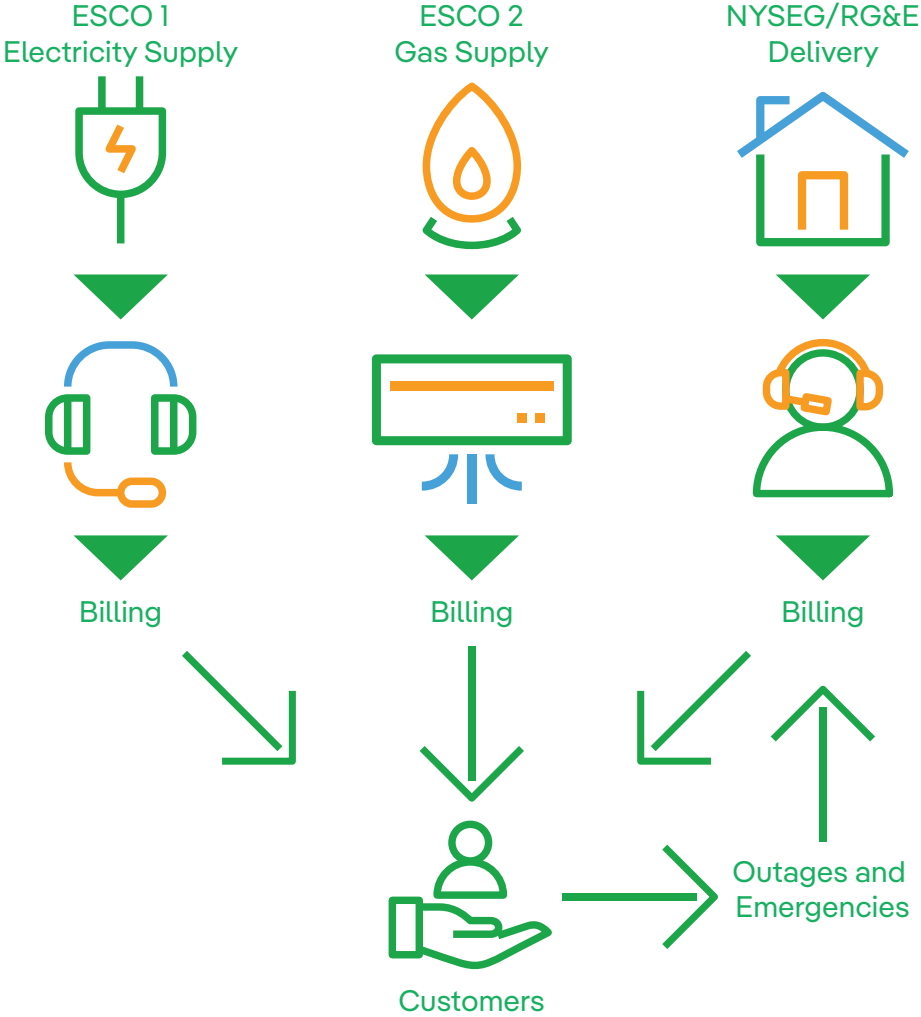 ESCO 1
Electricity Supply
ESCO 2
Gas Supply
NYSEG/RG&E
Delivery
Billing
Billing
Billing
Outages and
Emergencies
Customers